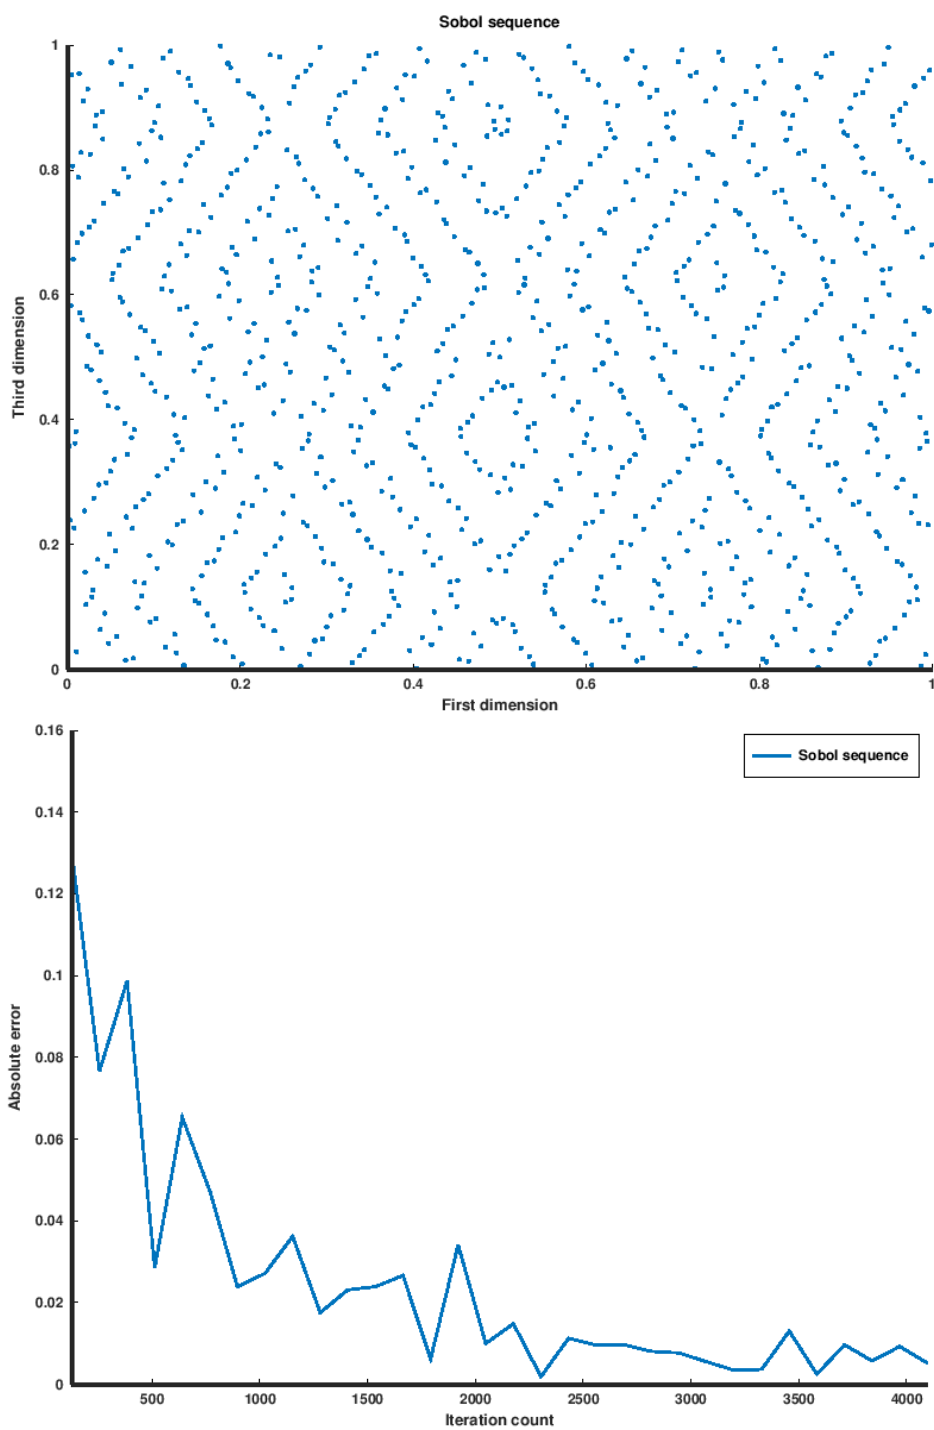 Sobol sequence
1
0.8
0.6
0.4
0.2
0
Third dimension
0 0.2 0.4 0.6 0.8 1
First dimension
0.16
Sobol sequence
0.14
0.12
0.1
0.08
0.06
0.04
0.02
0
Absolute error
500 1000 1500 2000 2500 3000 3500 4000
Iteration count